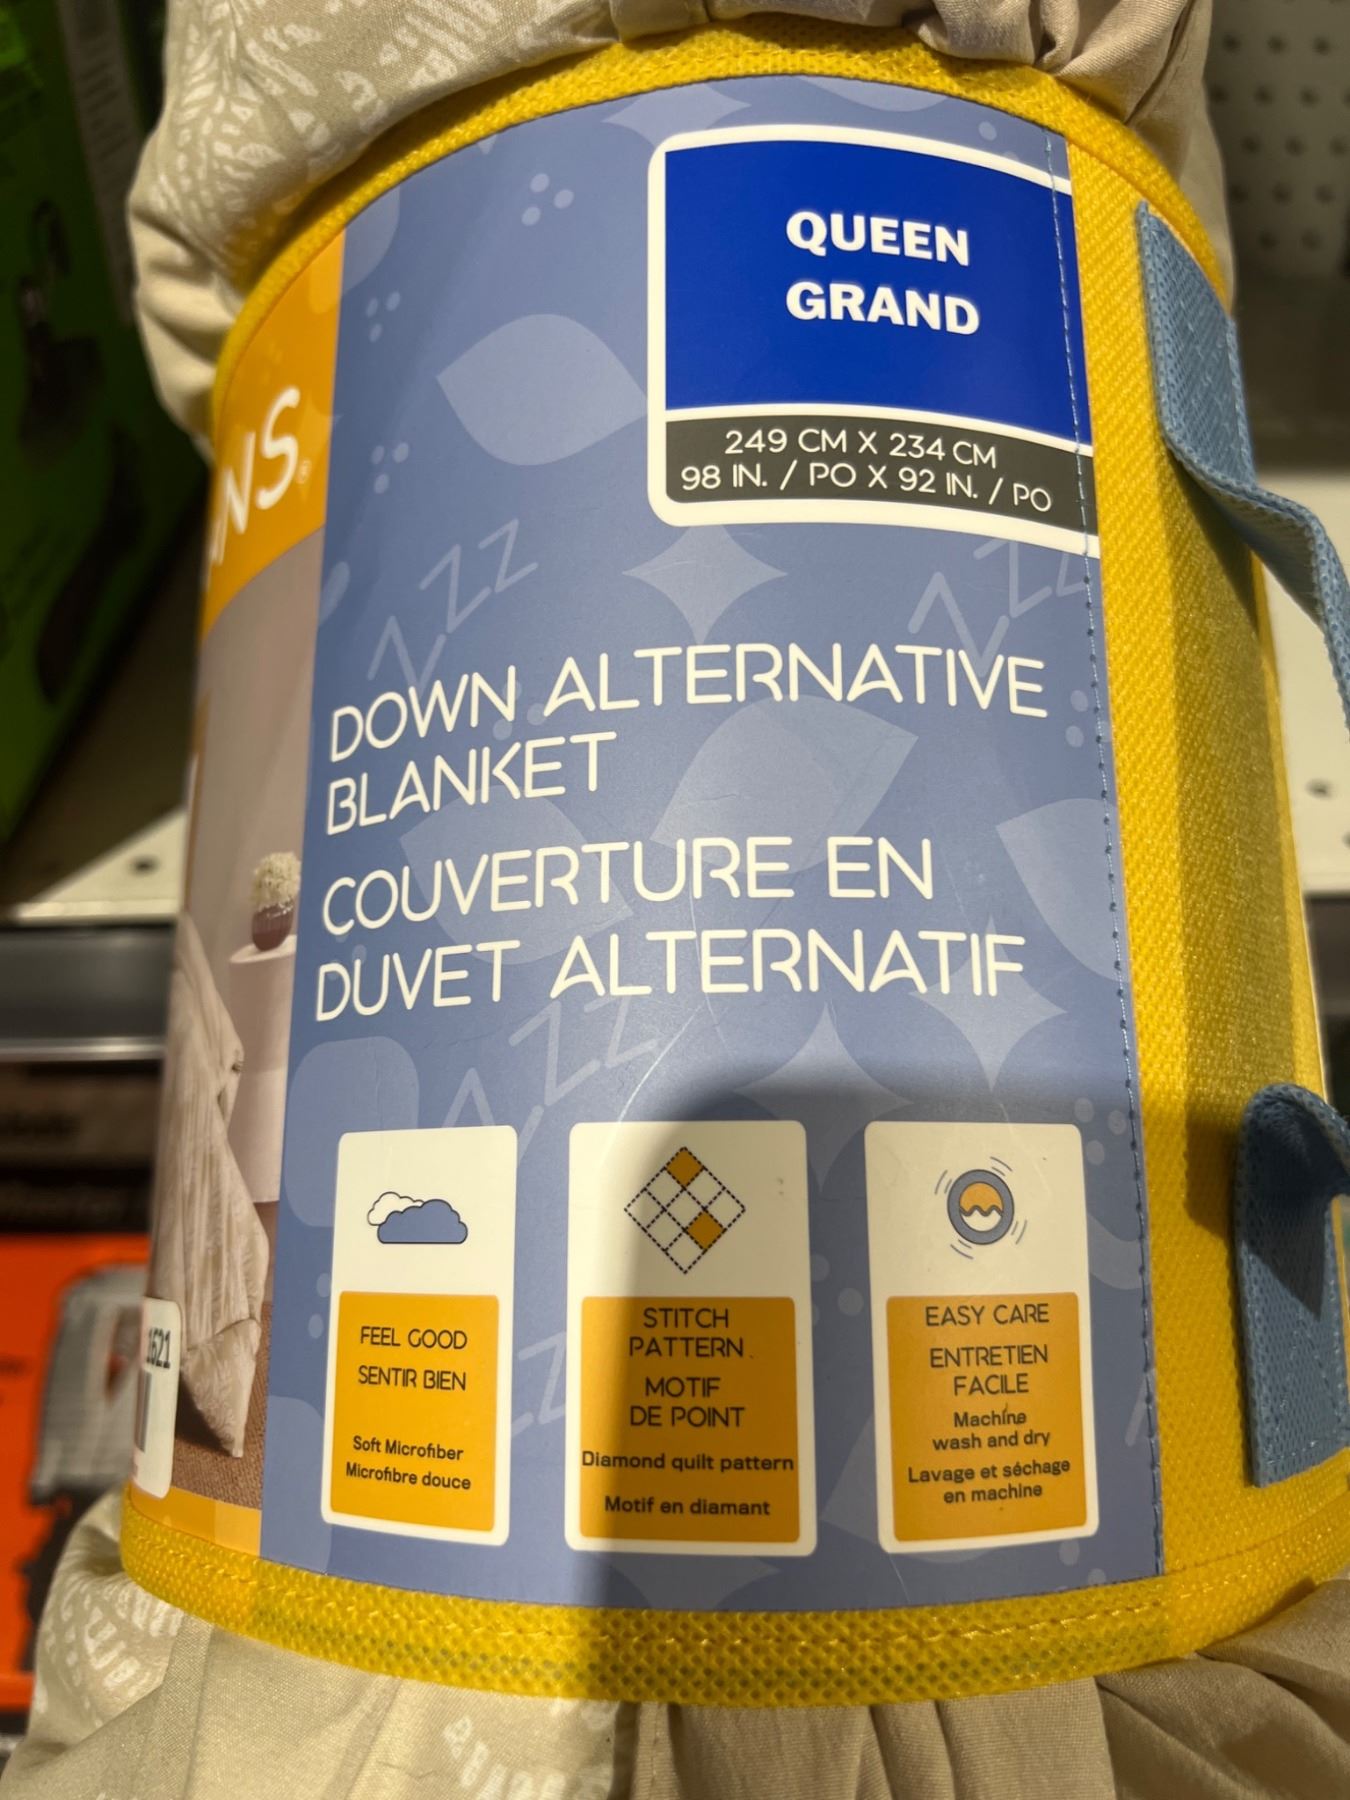 QUEEN
GRAND
249 CM X 234 CM
98 IN. / PO X 92 IN. / PO
DOWN ALTERNATIVE
BLANKET
COUVERTURE EN
DUVET ALTERNATIF
FEEL GOOD
SENTIR BIEN
Soft Microfiber
Microfibre douce
STITCH
PATTERN
MOTIF
DE POINT
Diamond quilt pattern
Motif en diamant
EASY CARE
ENTRETIEN
FACILE
Machine
wash and dry
Lavage et séchage
en machine